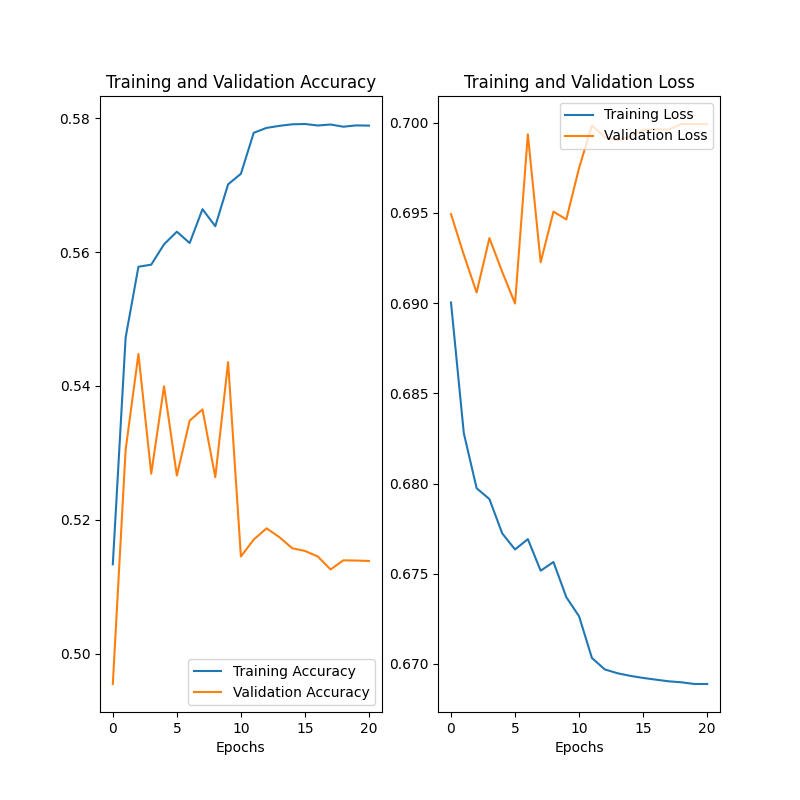 Training and Validation Accuracy
0.58
0.56
0.54
0.52
0.50
Training Accuracy
Validation Accuracy
0 5 10 15 20
Epochs
Training and Validation Loss
Training Loss
Validation Loss
0.700
0.695
0.690
0.685
0.680
0.675
0.670
0 5 10 15 20
Epochs